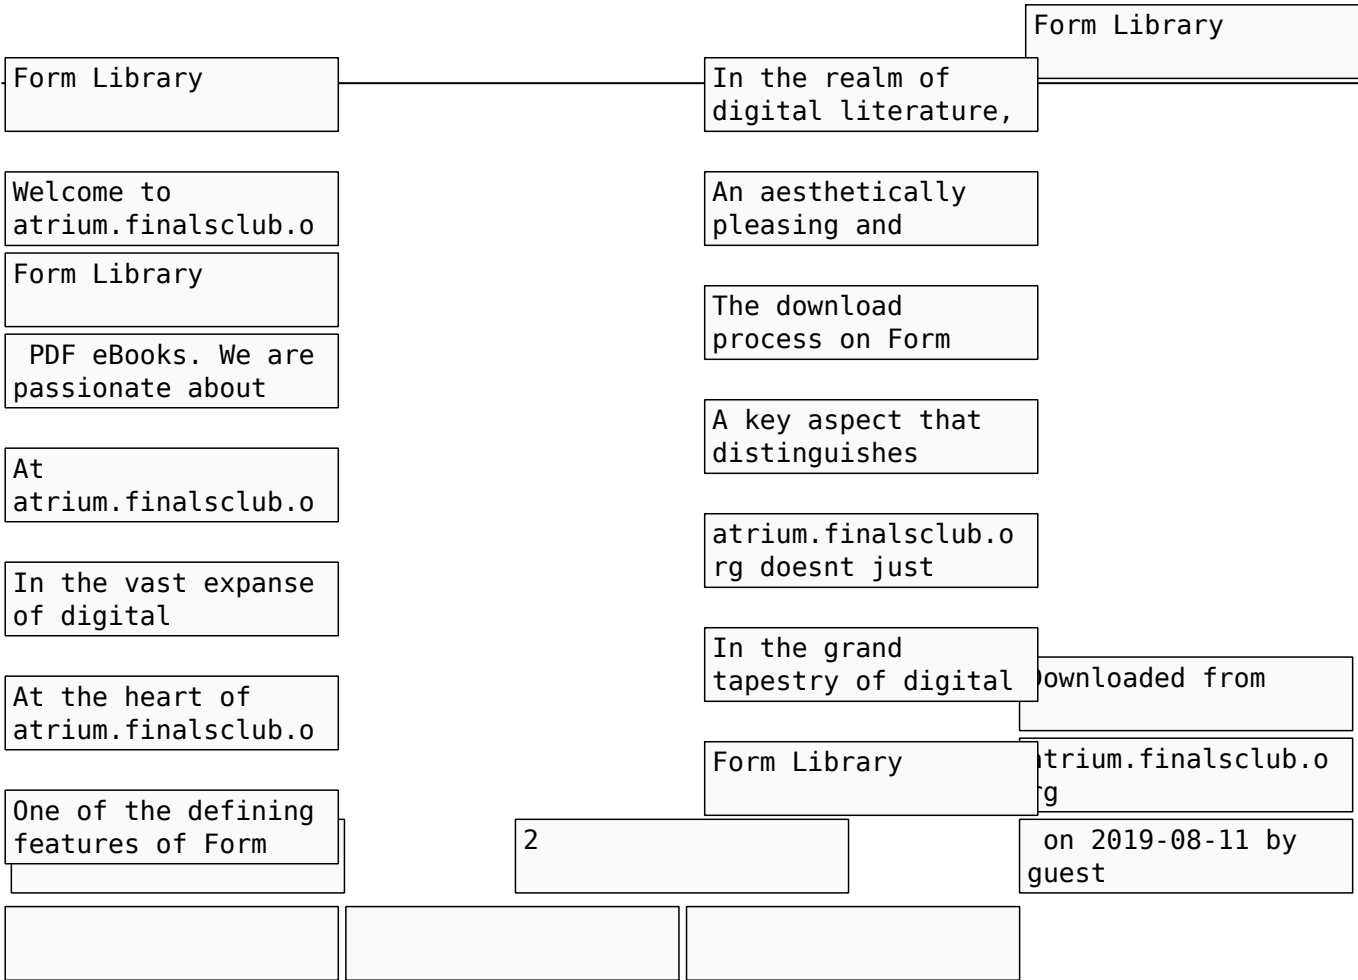 Form Library
Form Library
Welcome to
atrium.finalsclub.o
Form Library
PDF eBooks. We are
passionate about
At
atrium.finalsclub.o
In the vast expanse
of digital
At the heart of
atrium.finalsclub.o
One of the defining
features of Form
In the realm of
digital literature,
An aesthetically
pleasing and
The download
process on Form
A key aspect that
distinguishes
atrium.finalsclub.o
rg doesnt just
In the grand
tapestry of digital
Form Library
2
Downloaded from
atrium.finalsclub.o
rg
on 2019-08-11 by
guest